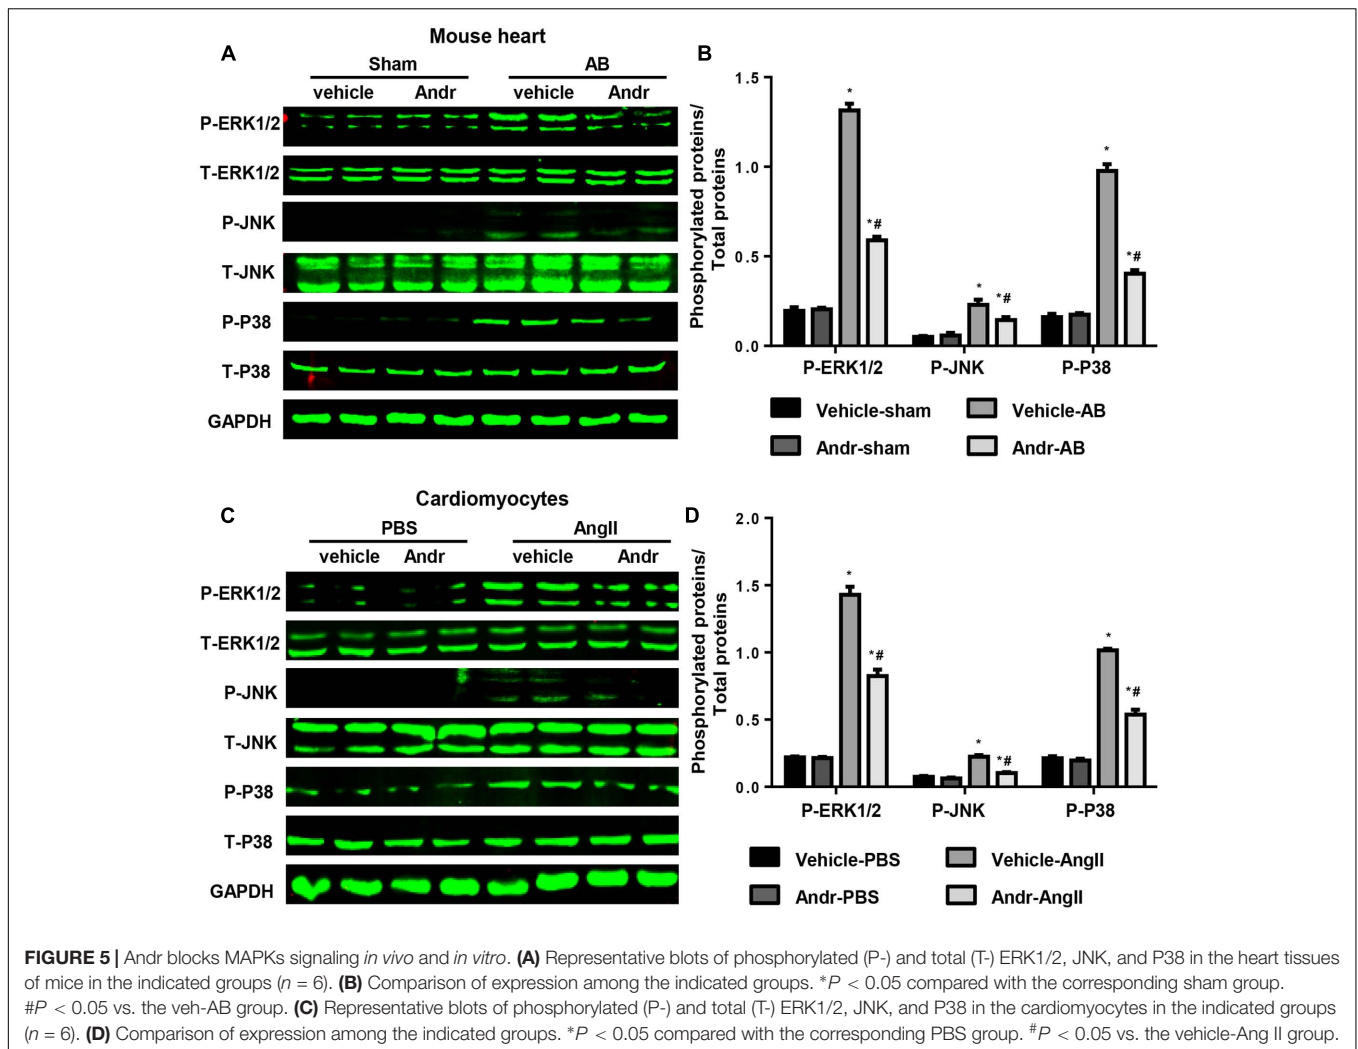 Mouse heart
A
Sham AB
vehicle Andr vehicle Andr
P-ERK1/2
T-ERK1/2
P-JNK
T-JNK
P-P38
T-P38
GAPDH
B
Phosphorylated proteins/
Total proteins
1.5
1.0
0.5
0.0
*
*#
*
*#
*
*#
P-ERK1/2 P-JNK P-P38
Vehicle-sham Vehicle-AB
Andr-sham Andr-AB
Cardiomyocytes
C
PBS AngII
vehicle Andr vehicle Andr
P-ERK1/2
T-ERK1/2
P-JNK
T-JNK
P-P38
T-P38
GAPDH
D
Phosphorylated proteins/
Total proteins
2.0
1.5
1.0
0.5
0.0
*
*#
*
*#
*
*#
P-ERK1/2 P-JNK P-P38
Vehicle-PBS Vehicle-AngII
Andr-PBS Andr-AngII
FIGURE 5 | Andr blocks MAPKs signaling in vivo and in vitro. (A) Representative blots of phosphorylated (P-) and total (T-) ERK1/2, JNK, and P38 in the heart tissues
of mice in the indicated groups (n = 6). (B) Comparison of expression among the indicated groups. *P < 0.05 compared with the corresponding sham group.
#P < 0.05 vs. the veh-AB group. (C) Representative blots of phosphorylated (P-) and total (T-) ERK1/2, JNK, and P38 in the cardiomyocytes in the indicated groups
(n = 6). (D) Comparison of expression among the indicated groups. *P < 0.05 compared with the corresponding PBS group. #P < 0.05 vs. the vehicle-Ang II group.